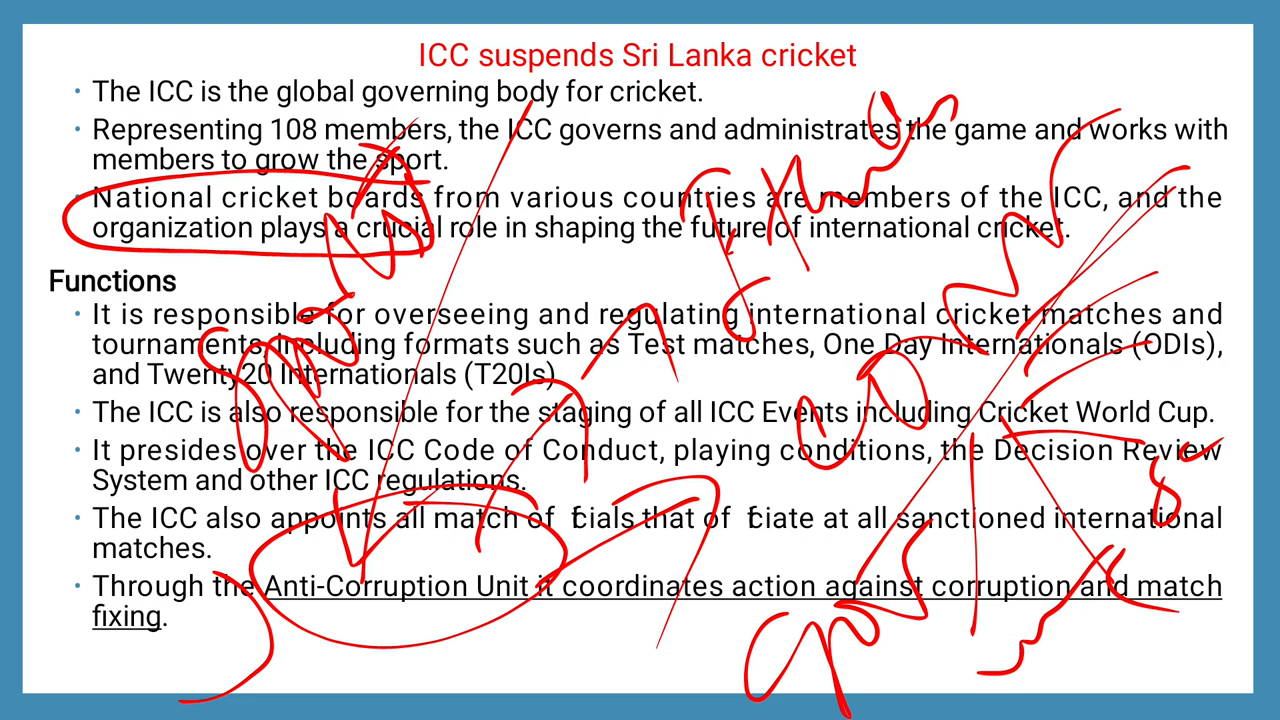 ICC suspends Sri Lanka cricket
• The ICC is the global governing body for cricket.
• Representing 108 members, the ICC governs and administrates the game and works with
members to grow the sport.
• National cricket boards from various countries are members of the ICC, and the
organization plays a crucial role in shaping the future of international cricket.
Functions
• It is responsible for overseeing and regulating international cricket matches and
tournaments, including formats such as Test matches, One Day Internationals (ODIs),
and Twenty20 Internationals (T20Is)
• The ICC is also responsible for the staging of all ICC Events including Cricket World Cup.
• It presides over the ICC Code of Conduct, playing conditions, the Decision Review
System and other ICC regulations.
• The ICC also appoints all match officials that officiate at all sanctioned international
matches.
• Through the Anti-Corruption Unit it coordinates action against corruption and match
fixing.